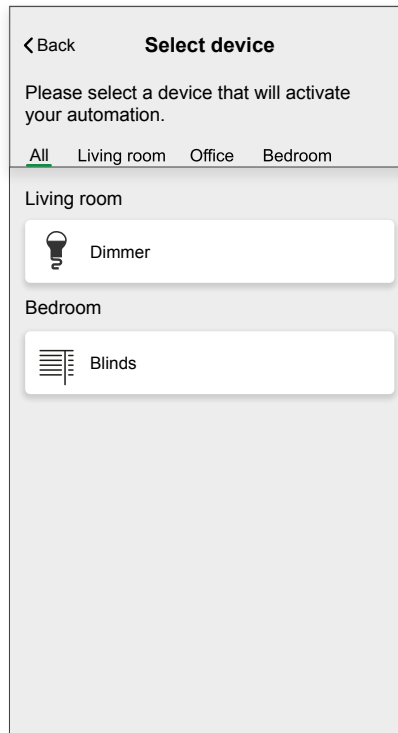 Back
Select device
Please select a device that will activate
your automation.
All Living room Office Bedroom
Living room
Dimmer
Bedroom
Blinds